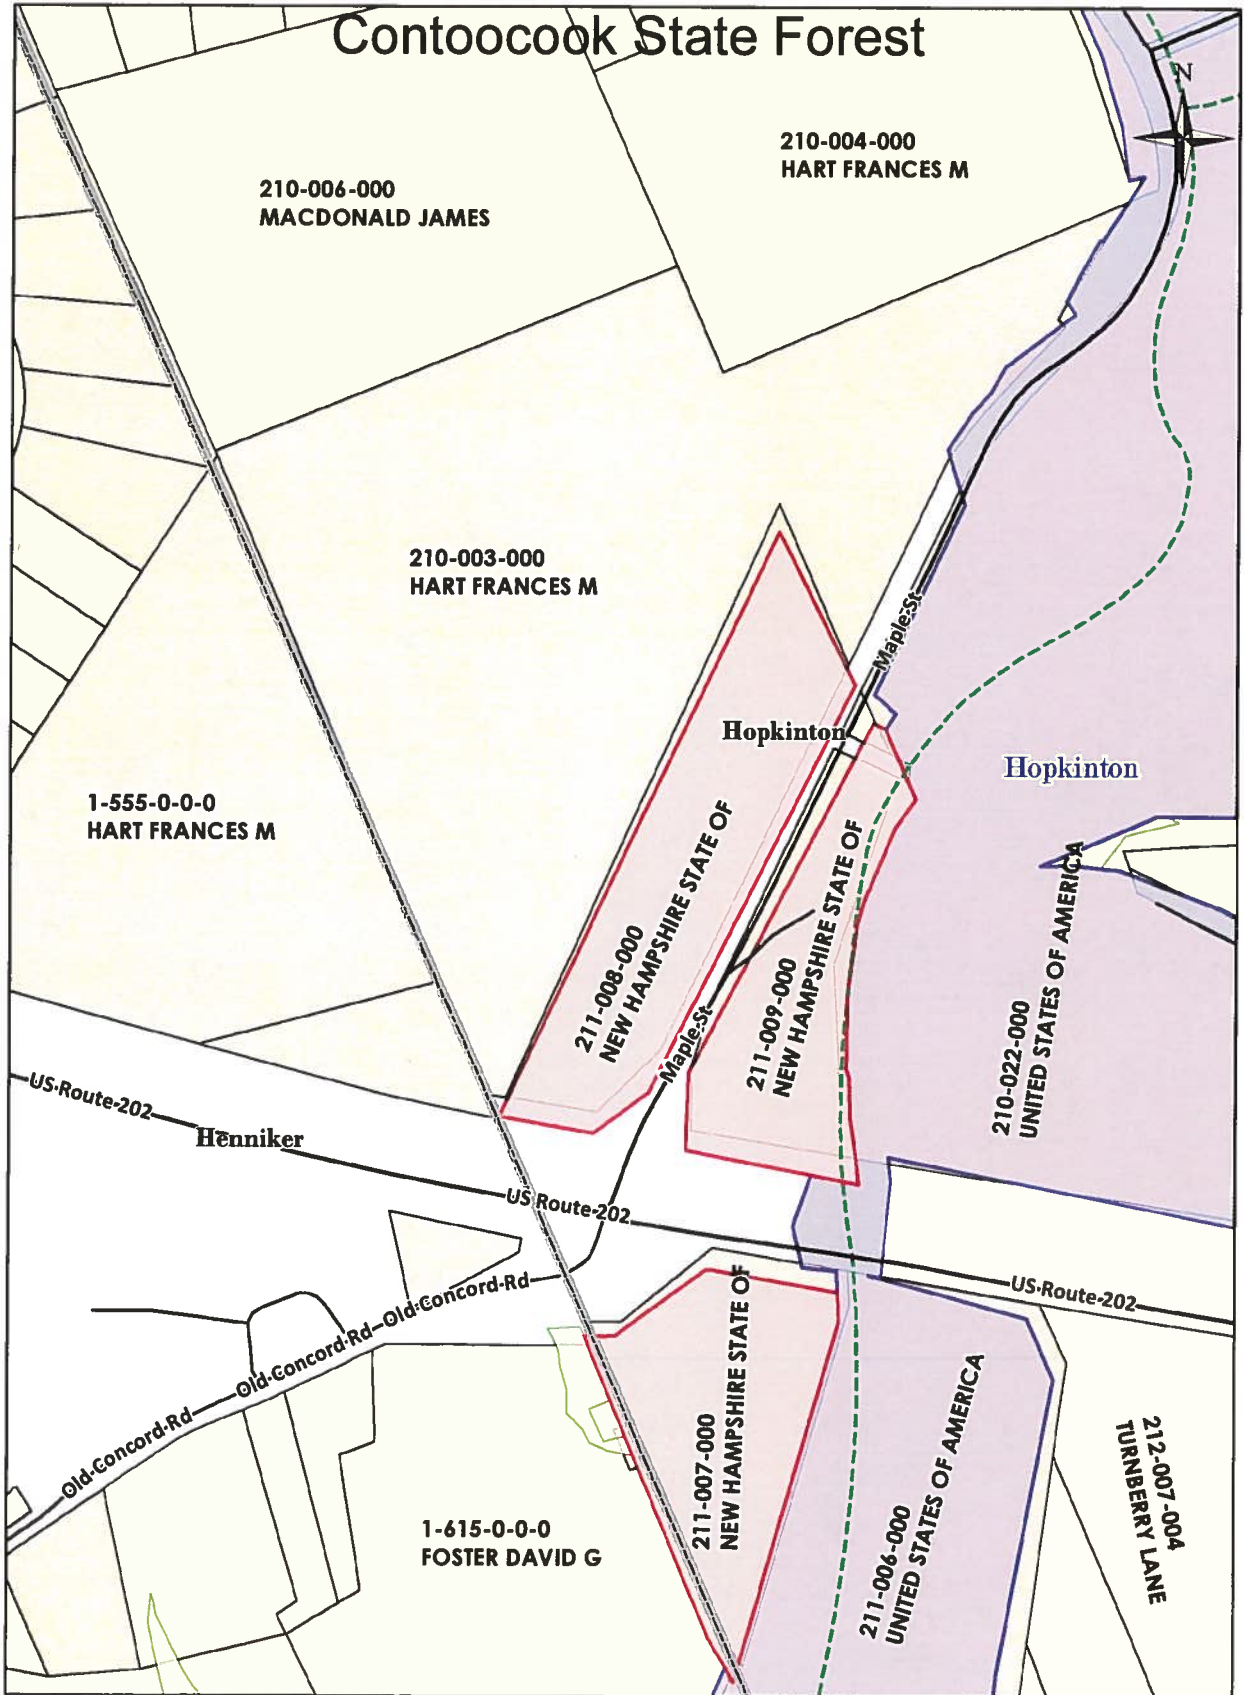 Contoocook State Forest
N
210-004-000
HART FRANCES M
210-006-000
MACDONALD JAMES
210-003-000
HART FRANCES M
Maple-St
Hopkinton
Hopkinton
1-555-0-0-0
HART FRANCES M
211-008-000
NEW HAMPSHIRE STATE OF
211-009-000
NEW HAMPSHIRE STATE OF
210-022-000
UNITED STATES OF AMERICA
Maple-St
US-Route-202
Henniker
US Route-202
US-Route-202
Old-Concord-Rd
Old-Concord-Rd
Old-Concord-Rd
211-007-000
NEW HAMPSHIRE STATE OF
211-006-000
UNITED STATES OF AMERICA
212-007-004
TURNBERRY LANE
1-615-0-0-0
FOSTER DAVID G